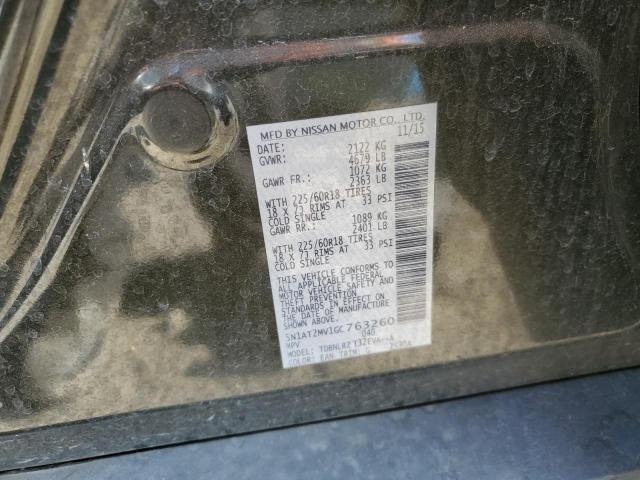 MFD BY NISSAN MOTOR CO., LTD.
DATE: 11/15
GVWR: 2122 KG
4679 LB
GAWR FR.: 1072 KG
2363 LB
WITH 225/60R18 TIRES
18 X 7J RIMS AT 33 PSI
COLD SINGLE
GAWR RR.: 1089 KG
2401 LB
WITH 225/60R18 TIRES
18 X 7J RIMS AT 33 PSI
COLD SINGLE
THIS VEHICLE CONFORMS TO
ALL APPLICABLE FEDERAL
MOTOR VEHICLE SAFETY AND
THEFT PREVENTION
STANDARDS IN EFFECT ON THE
DATE OF MANUFACTURE
SHOWN ABOVE.
5N1AT2MV1GC763260
MPV 040
MODEL:
COLOR: TRIM: G